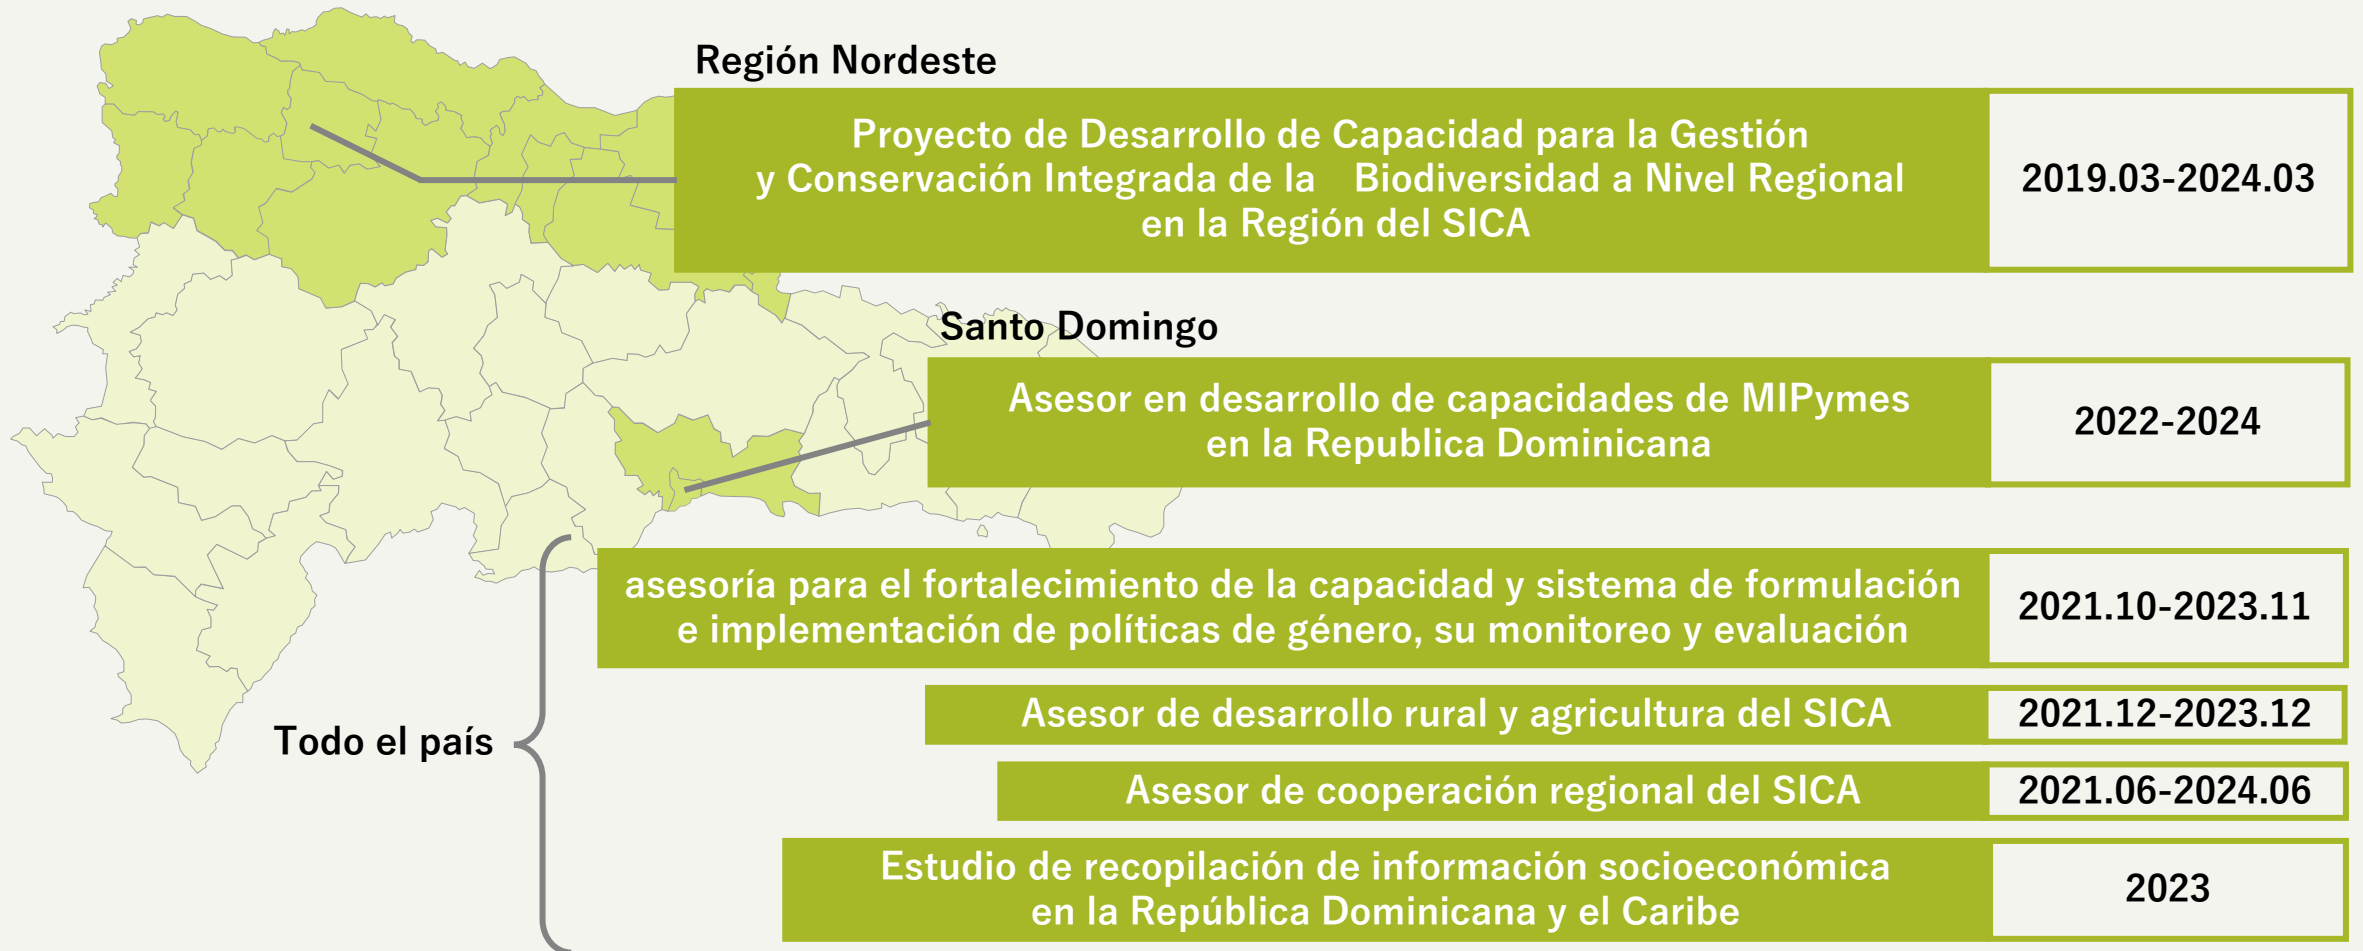 Región Nordeste
Proyecto de Desarrollo de Capacidad para la Gestión
y Conservación Integrada de la Biodiversidad a Nivel Regional
en la Región del SICA
2019.03-2024.03
Santo Domingo
Asesor en desarrollo de capacidades de MIPymes
en la Republica Dominicana
2022-2024
Todo el país
asesoría para el fortalecimiento de la capacidad y sistema de formulación
e implementación de políticas de género, su monitoreo y evaluación
2021.10-2023.11
Asesor de desarrollo rural y agricultura del SICA
2021.12-2023.12
Asesor de cooperación regional del SICA
2021.06-2024.06
Estudio de recopilación de información socioeconómica
en la República Dominicana y el Caribe
2023